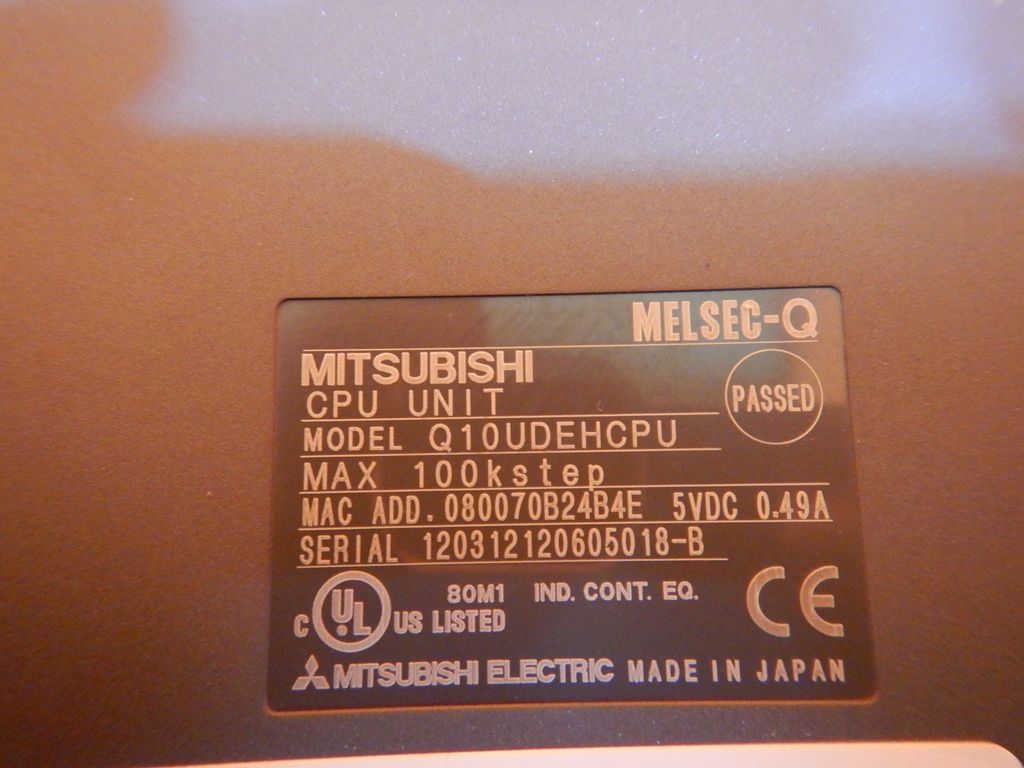 MELSEC-Q
MITSUBISHI
CPU UNIT
PASSED
MODEL Q10UDEHCPU
MAX 100kstep
MAC ADD. 080070B24B4E 5VDC 0.49A
SERIAL 120312120605018-B
80M1 IND. CONT. EQ.
C UL US LISTED
CE
MITSUBISHI ELECTRIC MADE IN JAPAN